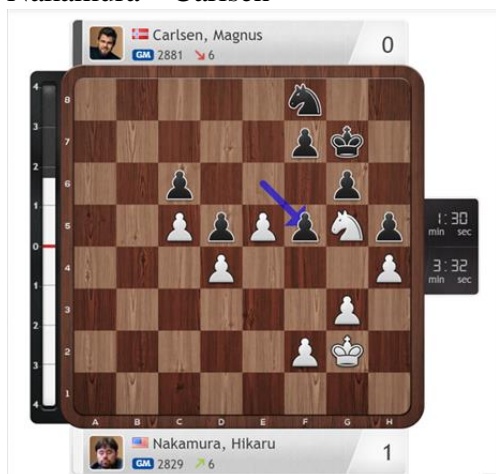 Nakamura – Carlsen
Carlsen, Magnus
GM 2881 6
0
4
3
2
1
0
1
2
3
4
8
7
6
5
4
3
2
1
A B C D E F G H
1:30
min sec
3:32
min sec
Nakamura, Hikaru
GM 2829 6
1